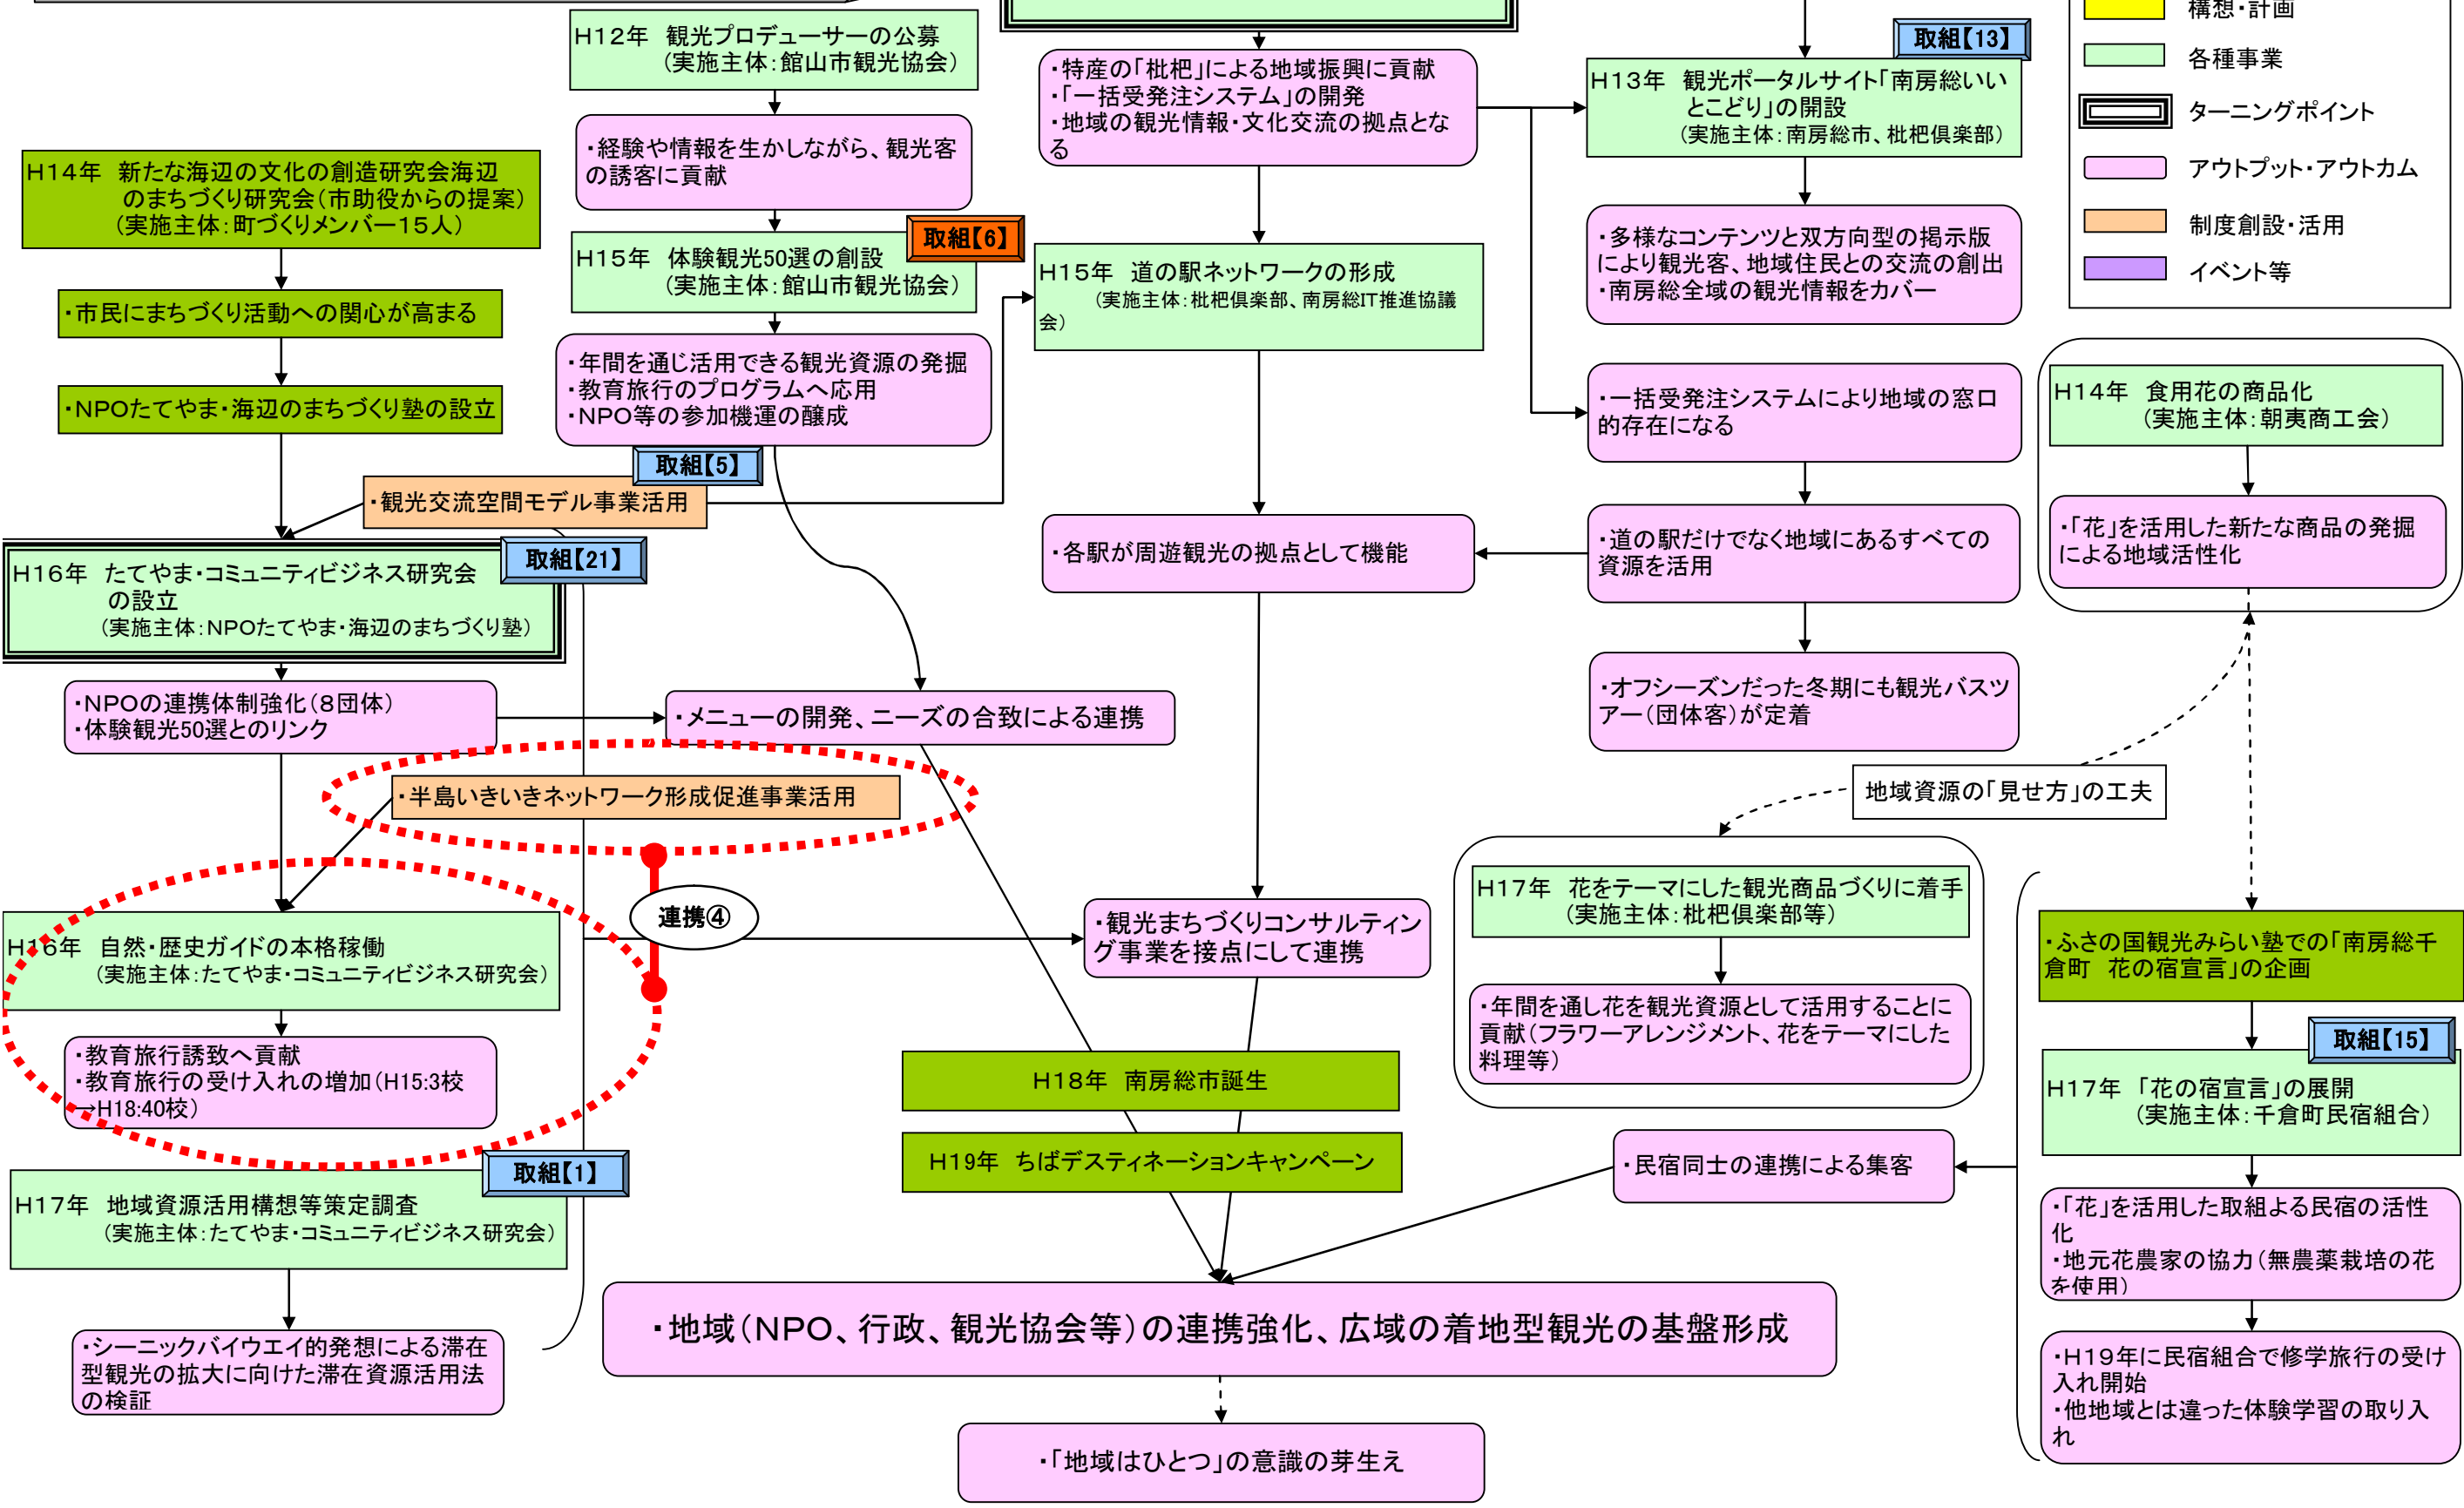 H12年　観光プロデューサーの公募
（実施主体：館山市観光協会）
・経験や情報を生かしながら、観光客
の誘客に貢献
取組【6】
H15年　体験観光50選の創設
（実施主体：館山市観光協会）
・年間を通じ活用できる観光資源の発掘
・教育旅行のプログラムへ応用
・NPO等の参加機運の醸成
H14年　新たな海辺の文化の創造研究会海辺
のまちづくり研究会（市助役からの提案）
（実施主体：町づくりメンバー15人）
・市民にまちづくり活動への関心が高まる
・NPOたてやま・海辺のまちづくり塾の設立
取組【5】
・観光交流空間モデル事業活用
取組【21】
H16年　たてやま・コミュニティビジネス研究会
の設立
（実施主体：NPOたてやま・海辺のまちづくり塾）
・NPOの連携体制強化（8団体）
・体験観光50選とのリンク
・メニューの開発、ニーズの合致による連携
・半島いきいきネットワーク形成促進事業活用
連携④
H16年　自然・歴史ガイドの本格稼働
（実施主体：たてやま・コミュニティビジネス研究会）
・教育旅行誘致へ貢献
・教育旅行の受け入れの増加（H15:3校
→H18:40校）
取組【1】
H17年　地域資源活用構想等策定調査
（実施主体：たてやま・コミュニティビジネス研究会）
・シーニックバイウエイ的発想による滞在
型観光の拡大に向けた滞在資源活用法
の検証
・特産の「枇杷」による地域振興に貢献
・「一括受発注システム」の開発
・地域の観光情報・文化交流の拠点とな
る
H15年　道の駅ネットワークの形成
（実施主体：枇杷倶楽部、南房総IT推進協議
会）
・各駅が周遊観光の拠点として機能
・観光まちづくりコンサルティン
グ事業を接点にして連携
H18年　南房総市誕生
H19年　ちばデスティネーションキャンペーン
・地域（NPO、行政、観光協会等）の連携強化、広域の着地型観光の基盤形成
・「地域はひとつ」の意識の芽生え
取組【13】
H13年　観光ポータルサイト「南房総いい
とこどり」の開設
（実施主体：南房総市、枇杷倶楽部）
・多様なコンテンツと双方向型の掲示版
により観光客、地域住民との交流の創出
・南房総全域の観光情報をカバー
・一括受発注システムにより地域の窓口
的存在になる
・道の駅だけでなく地域にあるすべての
資源を活用
・オフシーズンだった冬期にも観光バスツ
アー（団体客）が定着
地域資源の「見せ方」の工夫
H17年　花をテーマにした観光商品づくりに着手
（実施主体：枇杷倶楽部等）
・年間を通し花を観光資源として活用することに
貢献（フラワーアレンジメント、花をテーマにした
料理等）
・民宿同士の連携による集客
構想・計画
各種事業
ターニングポイント
アウトプット・アウトカム
制度創設・活用
イベント等
H14年　食用花の商品化
（実施主体：朝夷商工会）
・「花」を活用した新たな商品の発掘
による地域活性化
・ふさの国観光みらい塾での「南房総千
倉町　花の宿宣言」の企画
取組【15】
H17年　「花の宿宣言」の展開
（実施主体：千倉町民宿組合）
・「花」を活用した取組よる民宿の活性
化
・地元花農家の協力（無農薬栽培の花
を使用）
・H19年に民宿組合で修学旅行の受け
入れ開始
・他地域とは違った体験学習の取り入
れ